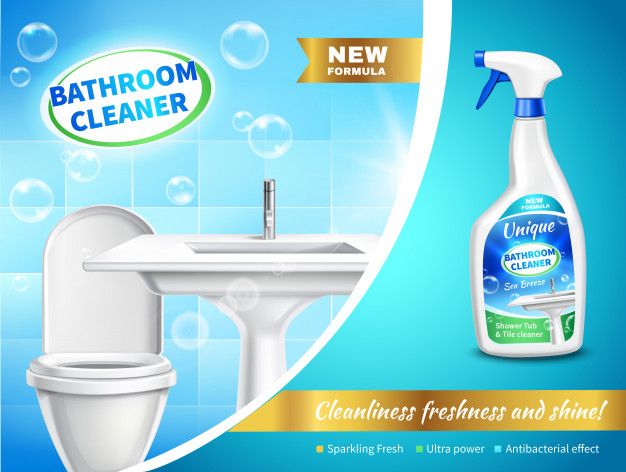 BATHROOM
CLEANER
NEW
FORMULA
NEW
FORMULA
Unique
BATHROOM
CLEANER
Sea Breeze
Shower Tub
& Tile cleaner
Cleanliness freshness and shine!
Sparkling Fresh
Ultra power
Antibacterial effect